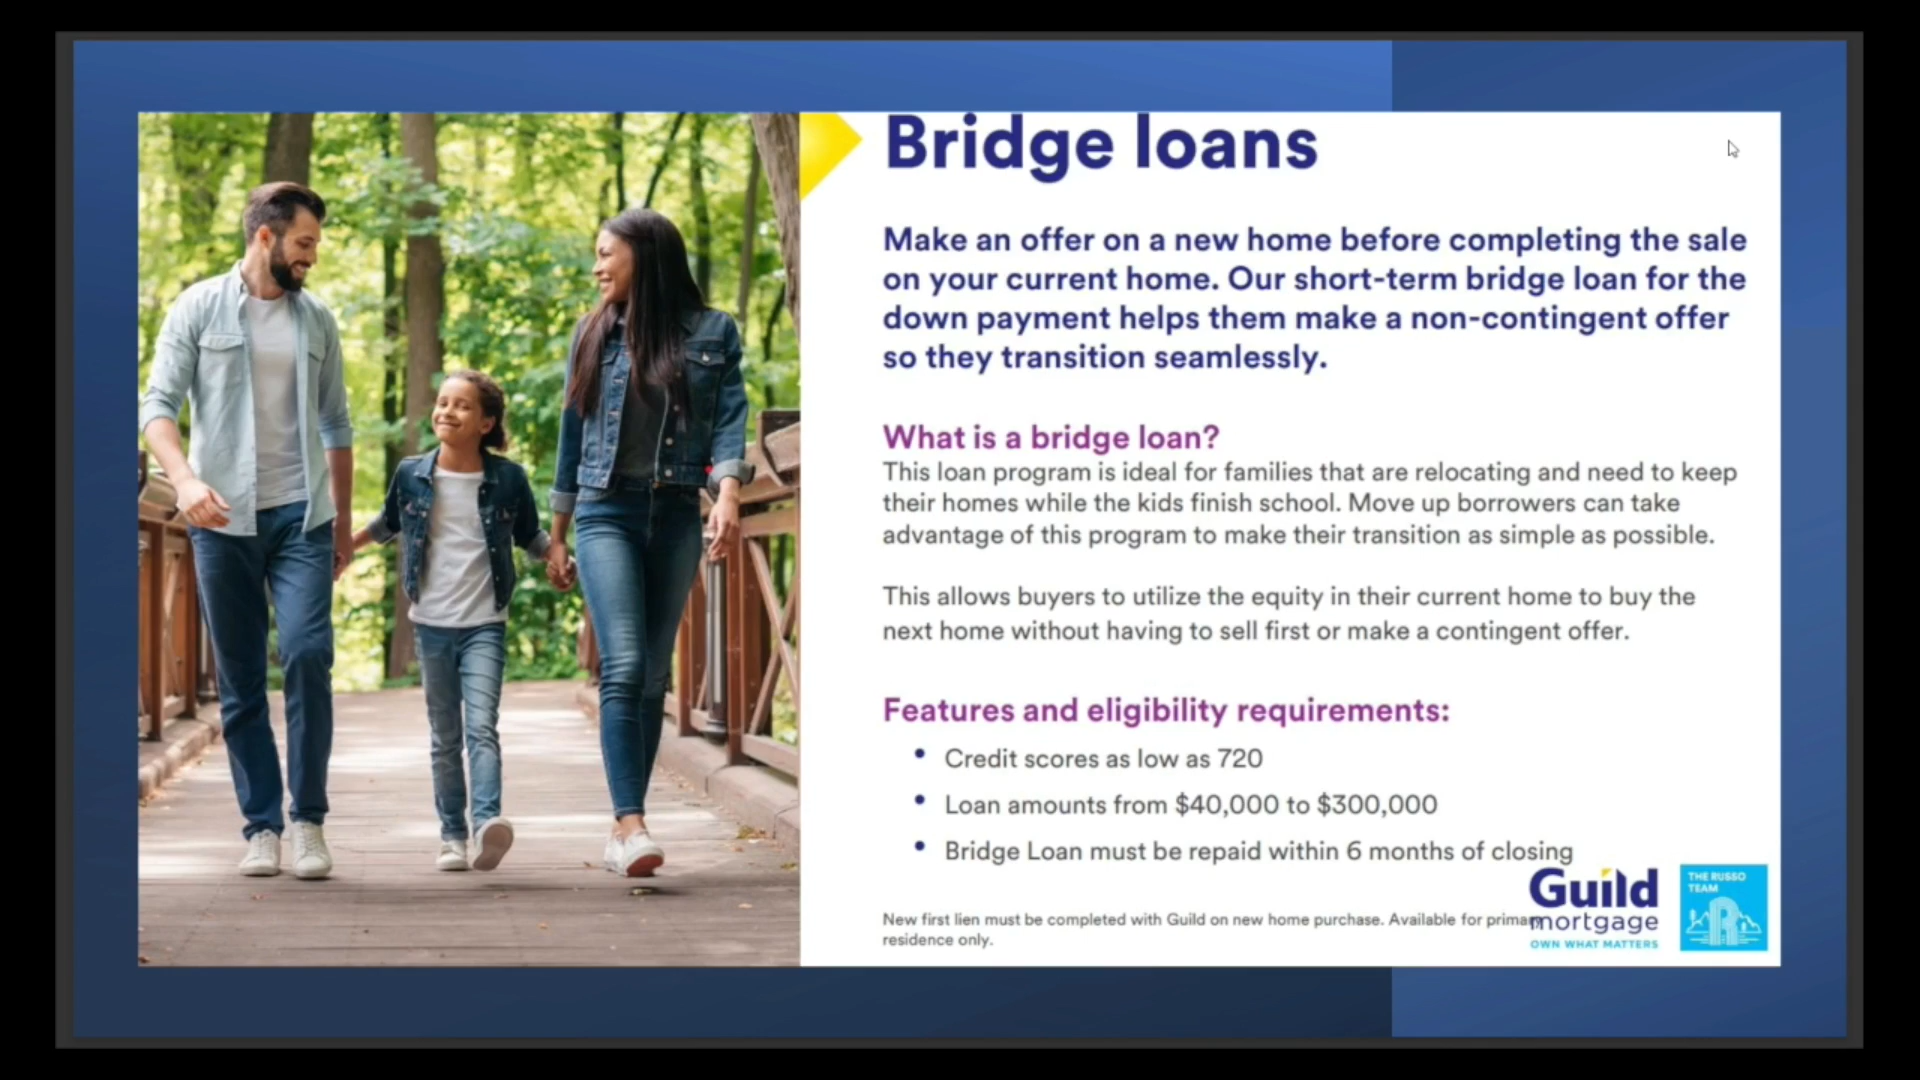 Bridge loans
Make an offer on a new home before completing the sale
on your current home. Our short-term bridge loan for the
down payment helps them make a non-contingent offer
so they transition seamlessly.
What is a bridge loan?
This loan program is ideal for families that are relocating and need to keep
their homes while the kids finish school. Move up borrowers can take
advantage of this program to make their transition as simple as possible.
This allows buyers to utilize the equity in their current home to buy the
next home without having to sell first or make a contingent offer.
Features and eligibility requirements:
• Credit scores as low as 720
• Loan amounts from $40,000 to $300,000
• Bridge Loan must be repaid within 6 months of closing
New first lien must be completed with Guild on new home purchase. Available for primary
residence only.
Guild
mortgage
OWN WHAT MATTERS
THE RUSSO
TEAM
R